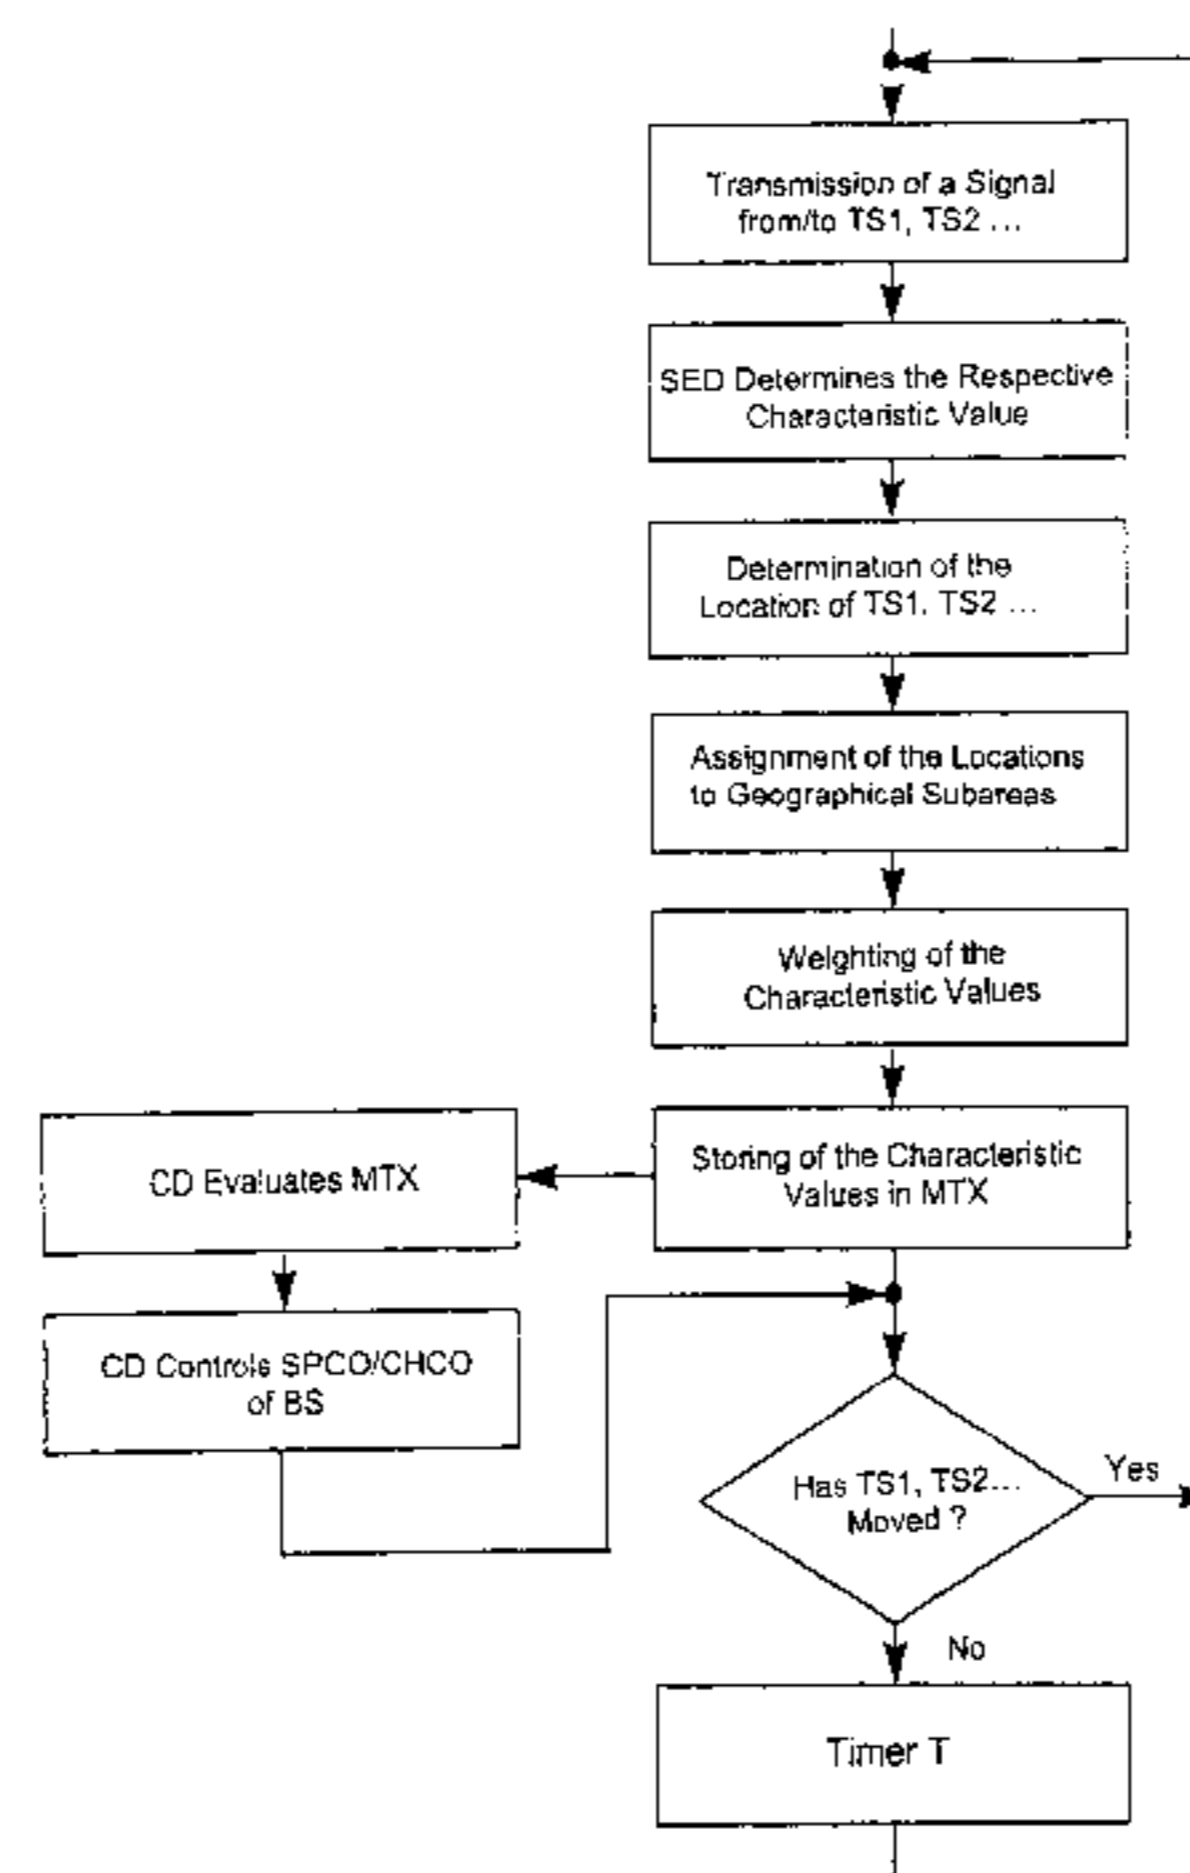 Transmission of a Signal
from/to TS1, TS2 ...
SED Determines the Respective
Characteristic Value
Determination of the
Location of TS1, TS2 ...
Assignment of the Locations
to Geographical Subareas
Weighting of the
Characteristic Values
Storing of the Characteristic
Values in MTX
CD Evaluates MTX
CD Controls SPCO/CHCO
of BS
Has TS1, TS2...
Moved ?
Yes
No
Timer T